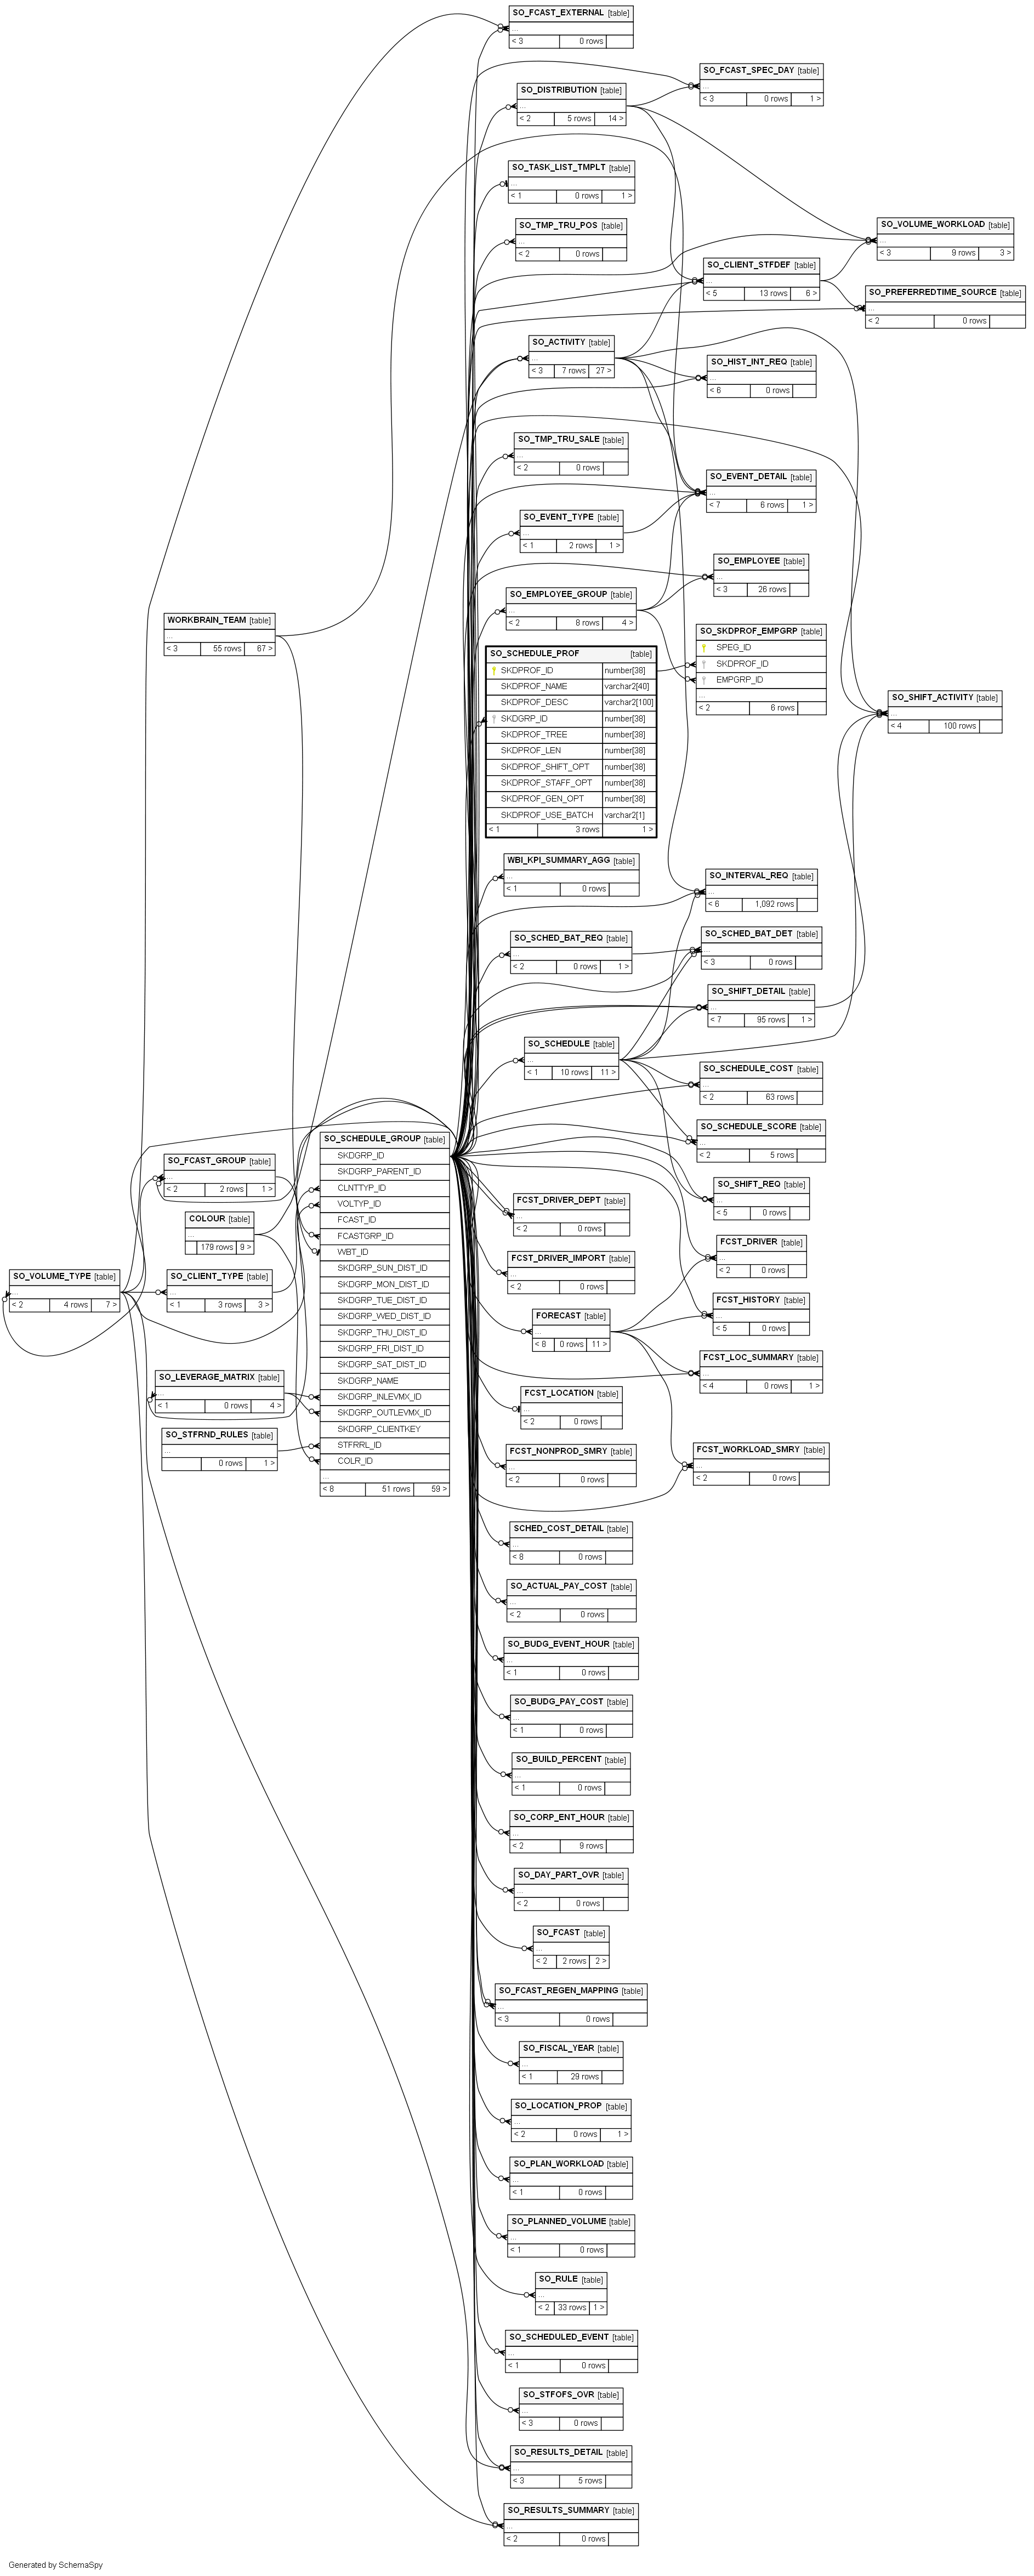 SO_FCAST_EXTERNAL [table]
...
< 3 0 rows
SO_FCAST_SPEC_DAY [table]
...
< 3 0 rows 1 >
SO_DISTRIBUTION [table]
...
< 2 5 rows 14 >
SO_TASK_LIST_TMPLT [table]
...
< 1 0 rows 1 >
SO_TMP_TRU_POS [table]
...
< 2 0 rows
SO_VOLUME_WORKLOAD [table]
...
< 3 9 rows 3 >
SO_CLIENT_STFDEF [table]
...
< 5 13 rows 6 >
SO_PREFERREDTIME_SOURCE [table]
...
< 2 0 rows
SO_ACTIVITY [table]
...
< 3 7 rows 27 >
SO_HIST_INT_REQ [table]
...
< 6 0 rows
SO_TMP_TRU_SALE [table]
...
< 2 0 rows
SO_EVENT_DETAIL [table]
...
< 7 6 rows 1 >
SO_EVENT_TYPE [table]
...
< 1 2 rows 1 >
SO_EMPLOYEE [table]
...
< 3 26 rows
SO_EMPLOYEE_GROUP [table]
...
< 2 8 rows 4 >
WORKBRAIN_TEAM [table]
...
< 3 55 rows 67 >
SO_SKDPROF_EMPGRP [table]
SPEG_ID
SKDPROF_ID
EMPGRP_ID
...
< 2 6 rows
SO_SCHEDULE_PROF [table]
SKDPROF_ID number[38]
SKDPROF_NAME varchar2[40]
SKDPROF_DESC varchar2[100]
SKDGRP_ID number[38]
SKDPROF_TREE number[38]
SKDPROF_LEN number[38]
SKDPROF_SHIFT_OPT number[38]
SKDPROF_STAFF_OPT number[38]
SKDPROF_GEN_OPT number[38]
SKDPROF_USE_BATCH varchar2[1]
< 1 3 rows 1 >
SO_SHIFT_ACTIVITY [table]
...
< 4 100 rows
WBI_KPI_SUMMARY_AGG [table]
...
< 1 0 rows
SO_INTERVAL_REQ [table]
...
< 6 1,092 rows
SO_SCHED_BAT_REQ [table]
...
< 2 0 rows 1 >
SO_SCHED_BAT_DET [table]
...
< 3 0 rows
SO_SHIFT_DETAIL [table]
...
< 7 95 rows 1 >
SO_SCHEDULE [table]
...
< 1 10 rows 11 >
SO_SCHEDULE_COST [table]
...
< 2 63 rows
SO_SCHEDULE_SCORE [table]
...
< 2 5 rows
SO_SCHEDULE_GROUP [table]
SKDGRP_ID
SKDGRP_PARENT_ID
CLNTTYP_ID
VOLTYP_ID
FCAST_ID
FCASTGRP_ID
WBT_ID
SKDGRP_SUN_DIST_ID
SKDGRP_MON_DIST_ID
SKDGRP_TUE_DIST_ID
SKDGRP_WED_DIST_ID
SKDGRP_THU_DIST_ID
SKDGRP_FRI_DIST_ID
SKDGRP_SAT_DIST_ID
SKDGRP_NAME
SKDGRP_INLEVMX_ID
SKDGRP_OUTLEVMX_ID
SKDGRP_CLIENTKEY
STFRRL_ID
COLR_ID
...
< 8 51 rows 59 >
SO_FCAST_GROUP [table]
...
< 2 2 rows 1 >
COLOUR [table]
...
179 rows 9 >
SO_VOLUME_TYPE [table]
...
< 2 4 rows 7 >
SO_CLIENT_TYPE [table]
...
< 1 3 rows 3 >
SO_LEVERAGE_MATRIX [table]
...
< 1 0 rows 4 >
SO_STFRND_RULES [table]
...
0 rows 1 >
SO_SHIFT_REQ [table]
...
< 5 0 rows
FCST_DRIVER_DEPT [table]
...
< 2 0 rows
FCST_DRIVER [table]
...
< 2 0 rows
FCST_DRIVER_IMPORT [table]
...
< 2 0 rows
FCST_HISTORY [table]
...
< 5 0 rows
FORECAST [table]
...
< 8 0 rows 11 >
FCST_LOC_SUMMARY [table]
...
< 4 0 rows 1 >
FCST_LOCATION [table]
...
< 2 0 rows
FCST_NONPROD_SMRY [table]
...
< 2 0 rows
FCST_WORKLOAD_SMRY [table]
...
< 2 0 rows
SCHED_COST_DETAIL [table]
...
< 8 0 rows
SO_ACTUAL_PAY_COST [table]
...
< 2 0 rows
SO_BUDG_EVENT_HOUR [table]
...
< 1 0 rows
SO_BUDG_PAY_COST [table]
...
< 1 0 rows
SO_BUILD_PERCENT [table]
...
< 1 0 rows
SO_CORP_ENT_HOUR [table]
...
< 2 9 rows
SO_DAY_PART_OVR [table]
...
< 2 0 rows
SO_FCAST [table]
...
< 2 2 rows 2 >
SO_FCAST_REGEN_MAPPING [table]
...
< 3 0 rows
SO_FISCAL_YEAR [table]
...
< 1 29 rows
SO_LOCATION_PROP [table]
...
< 2 0 rows 1 >
SO_PLAN_WORKLOAD [table]
...
< 1 0 rows
SO_PLANNED_VOLUME [table]
...
< 1 0 rows
SO_RULE [table]
...
< 2 33 rows 1 >
SO_SCHEDULED_EVENT [table]
...
< 1 0 rows
SO_STFOFS_OVR [table]
...
< 3 0 rows
SO_RESULTS_DETAIL [table]
...
< 3 5 rows
SO_RESULTS_SUMMARY [table]
...
< 2 0 rows
Generated by SchemaSpy